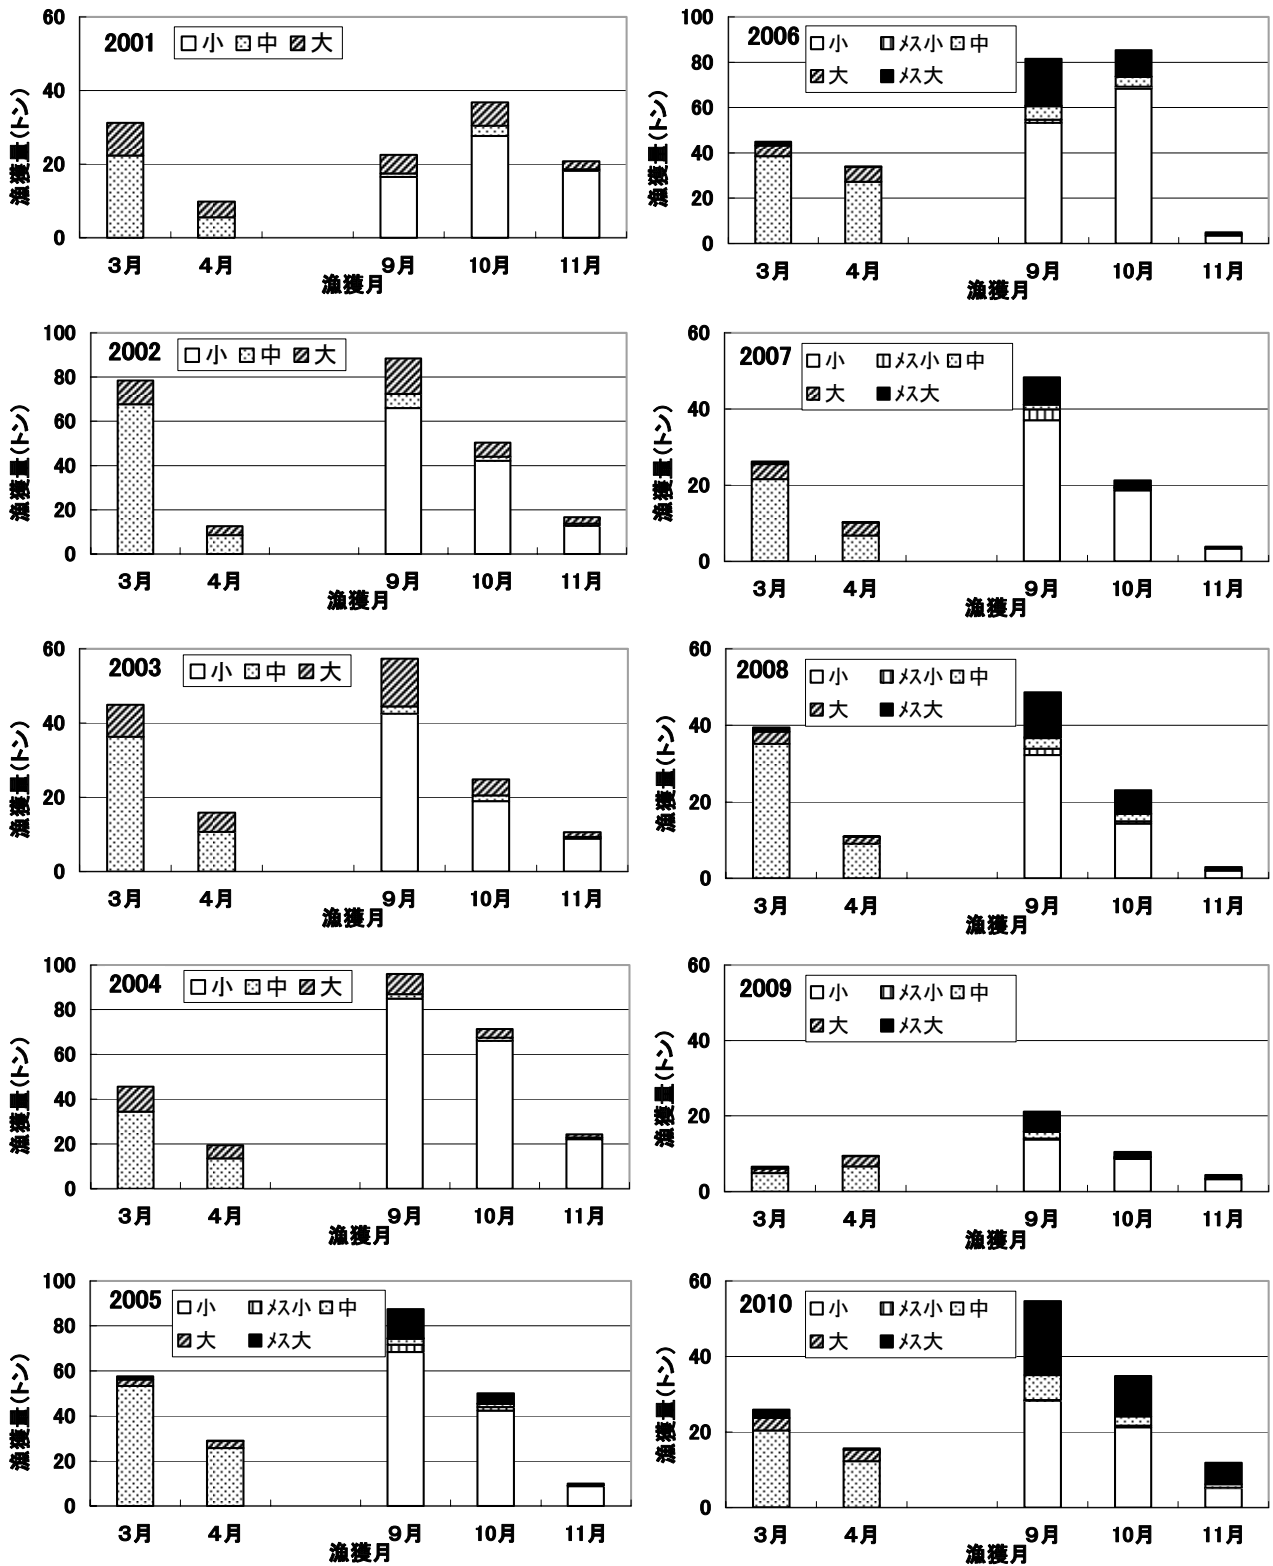 2001 小 中 大
漁獲量(トン)
60
40
20
0
3月 4月 9月 10月 11月
漁獲月
2002 小 中 大
漁獲量(トン)
100
80
60
40
20
0
3月 4月 9月 10月 11月
漁獲月
2003 小 中 大
漁獲量(トン)
60
40
20
0
3月 4月 9月 10月 11月
漁獲月
2004 小 中 大
漁獲量(トン)
100
80
60
40
20
0
3月 4月 9月 10月 11月
漁獲月
2005 小 メス小 中
大 メス大
漁獲量(トン)
100
80
60
40
20
0
3月 4月 9月 10月 11月
漁獲月
2006 小 メス小 中
大 メス大
漁獲量(トン)
100
80
60
40
20
0
3月 4月 9月 10月 11月
漁獲月
2007 小 メス小 中
大 メス大
漁獲量(トン)
60
40
20
0
3月 4月 9月 10月 11月
漁獲月
2008 小 メス小 中
大 メス大
漁獲量(トン)
60
40
20
0
3月 4月 9月 10月 11月
漁獲月
2009 小 メス小 中
大 メス大
漁獲量(トン)
60
40
20
0
3月 4月 9月 10月 11月
漁獲月
2010 小 メス小 中
大 メス大
漁獲量(トン)
60
40
20
0
3月 4月 9月 10月 11月
漁獲月